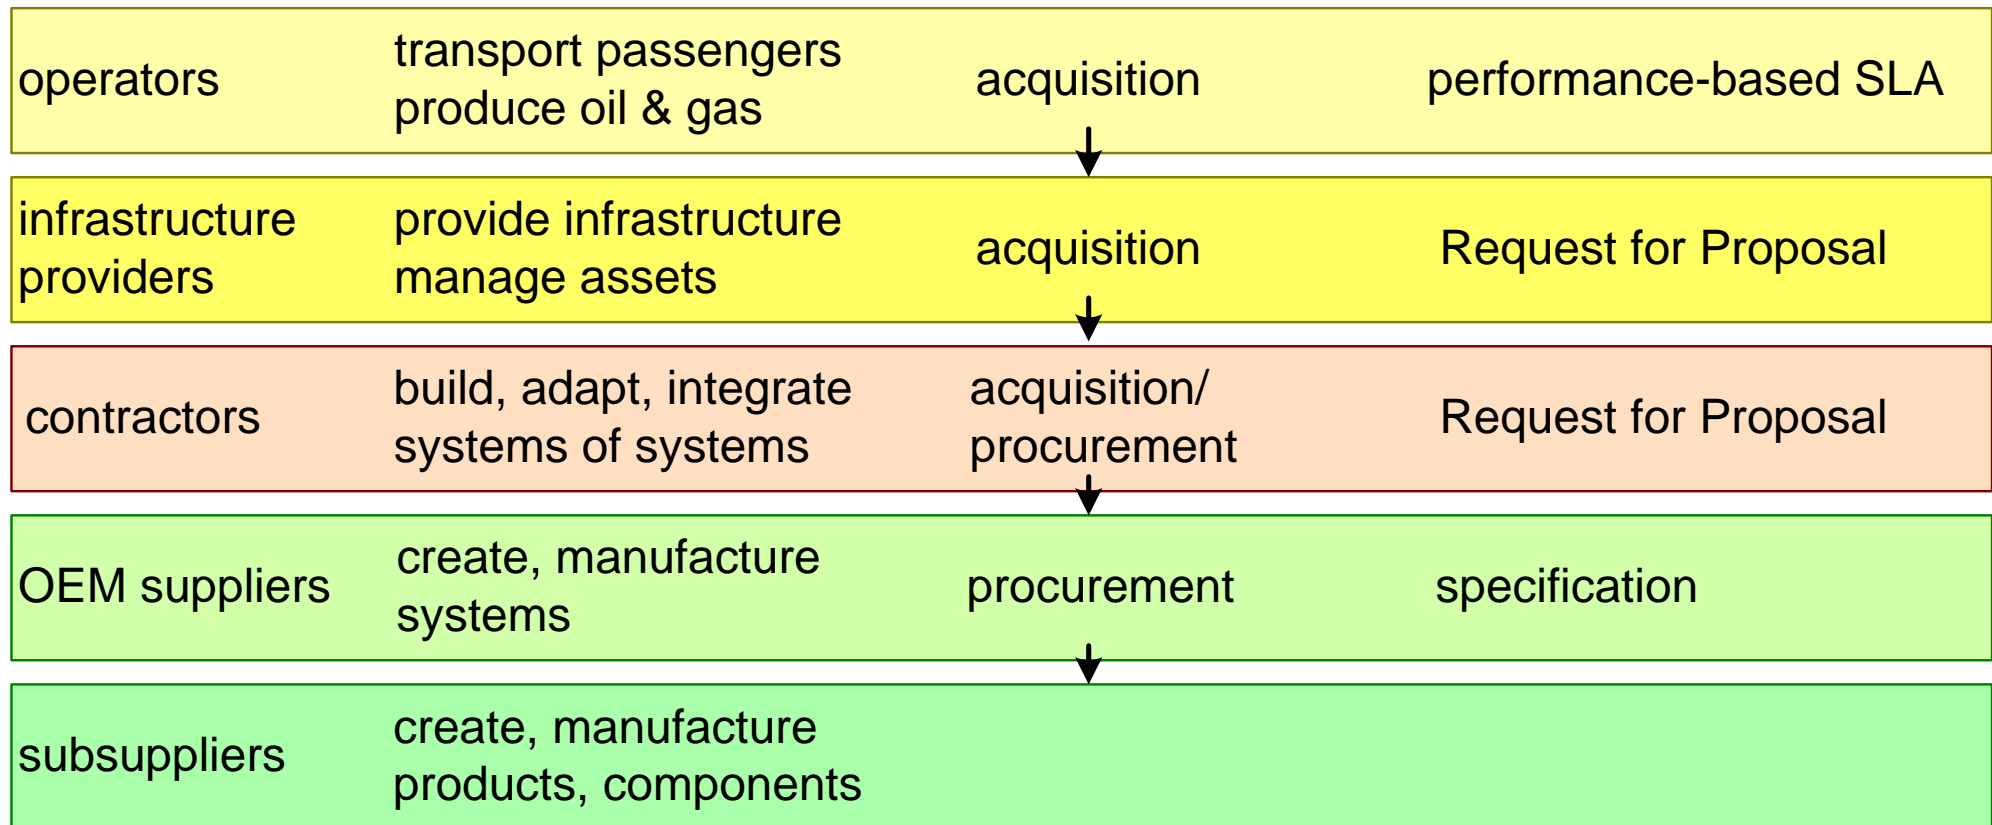 operators
transport passengers
produce oil & gas
acquisition
performance-based SLA
infrastructure
providers
provide infrastructure
manage assets
acquisition
Request for Proposal
contractors
build, adapt, integrate
systems of systems
acquisition/
procurement
Request for Proposal
OEM suppliers
create, manufacture
systems
procurement
specification
subsuppliers
create, manufacture
products, components